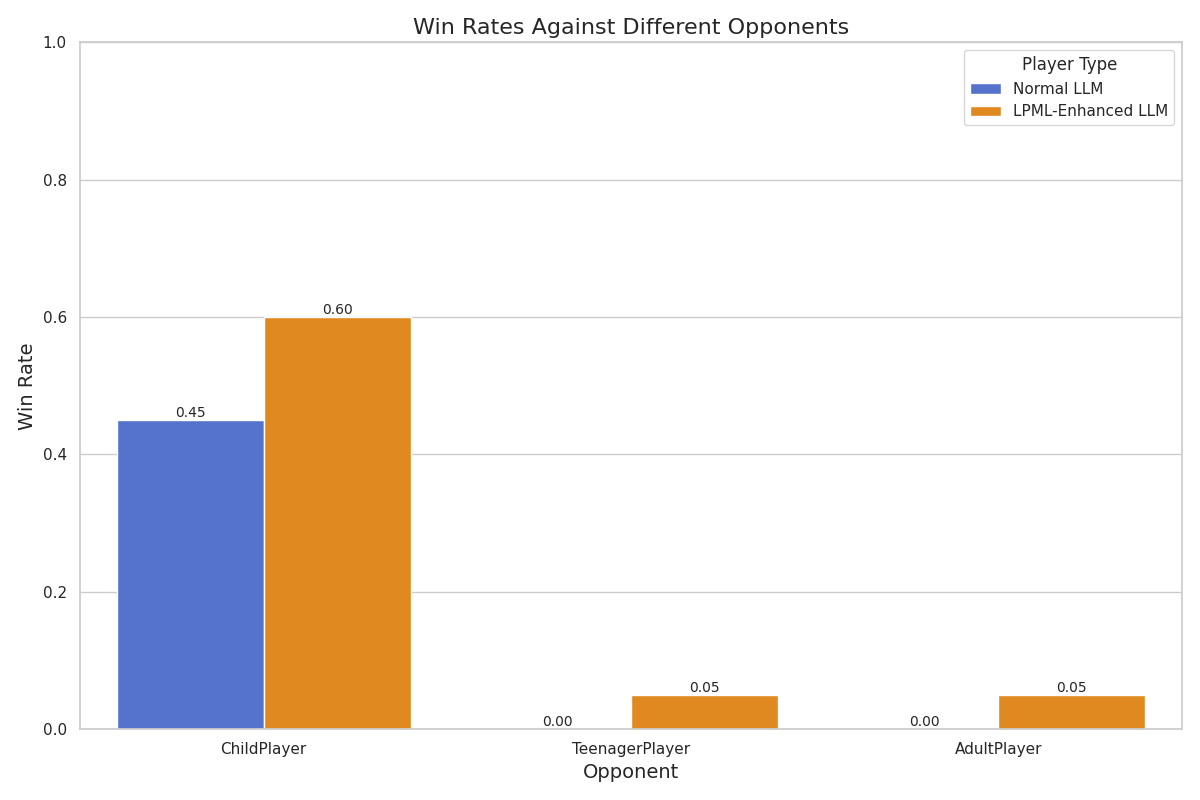 Win Rates Against Different Opponents
Player Type
Normal LLM
LPML-Enhanced LLM
Win Rate
1.0
0.8
0.6
0.4
0.2
0.0
0.45
0.60
0.00
0.05
0.00
0.05
ChildPlayer
TeenagerPlayer
AdultPlayer
Opponent